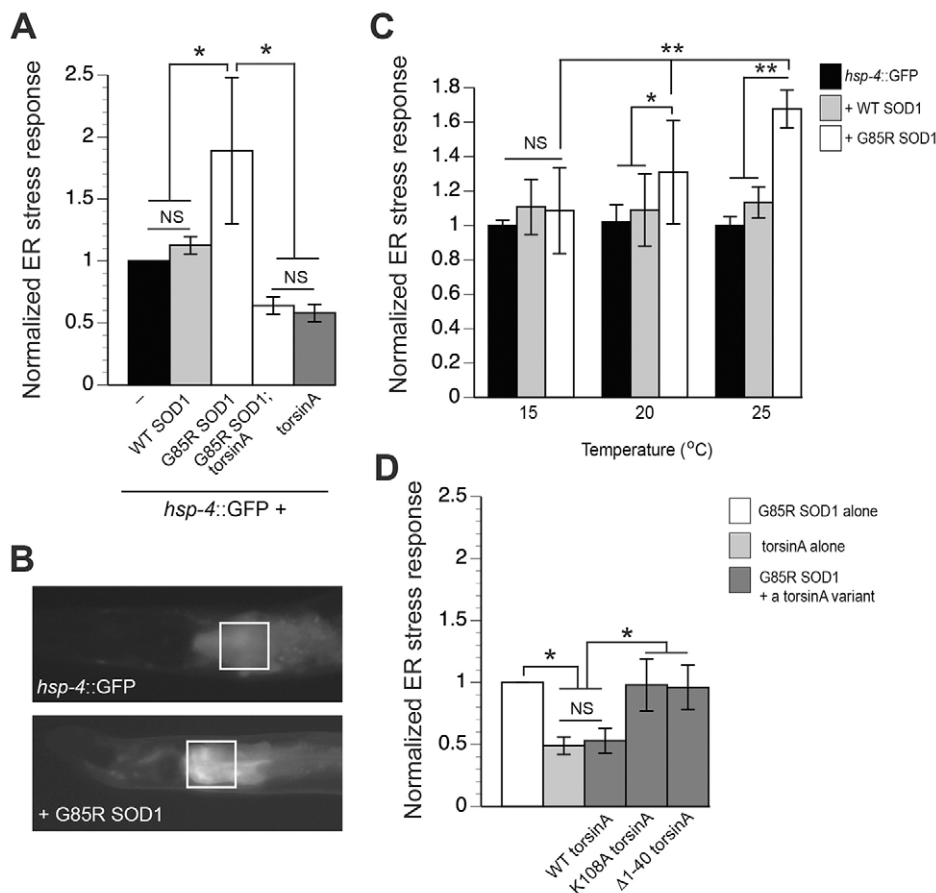 A
Normalized ER stress response
2.5
2
1.5
1
0.5
0
*
*
NS
NS
–
WT SOD1
G85R SOD1
G85R SOD1;
torsinA
torsinA
hsp-4::GFP +
B
hsp-4::GFP
+ G85R SOD1
C
Normalized ER stress response
1.8
1.6
1.4
1.2
1
0.8
0.6
0.4
0.2
0
**
**
*
NS
15
20
25
Temperature (°C)
hsp-4::GFP
+ WT SOD1
+ G85R SOD1
D
Normalized ER stress response
2.5
2
1.5
1
0.5
0
*
*
NS
WT torsinA
K108A torsinA
Δ1-40 torsinA
G85R SOD1 alone
torsinA alone
G85R SOD1
+ a torsinA variant